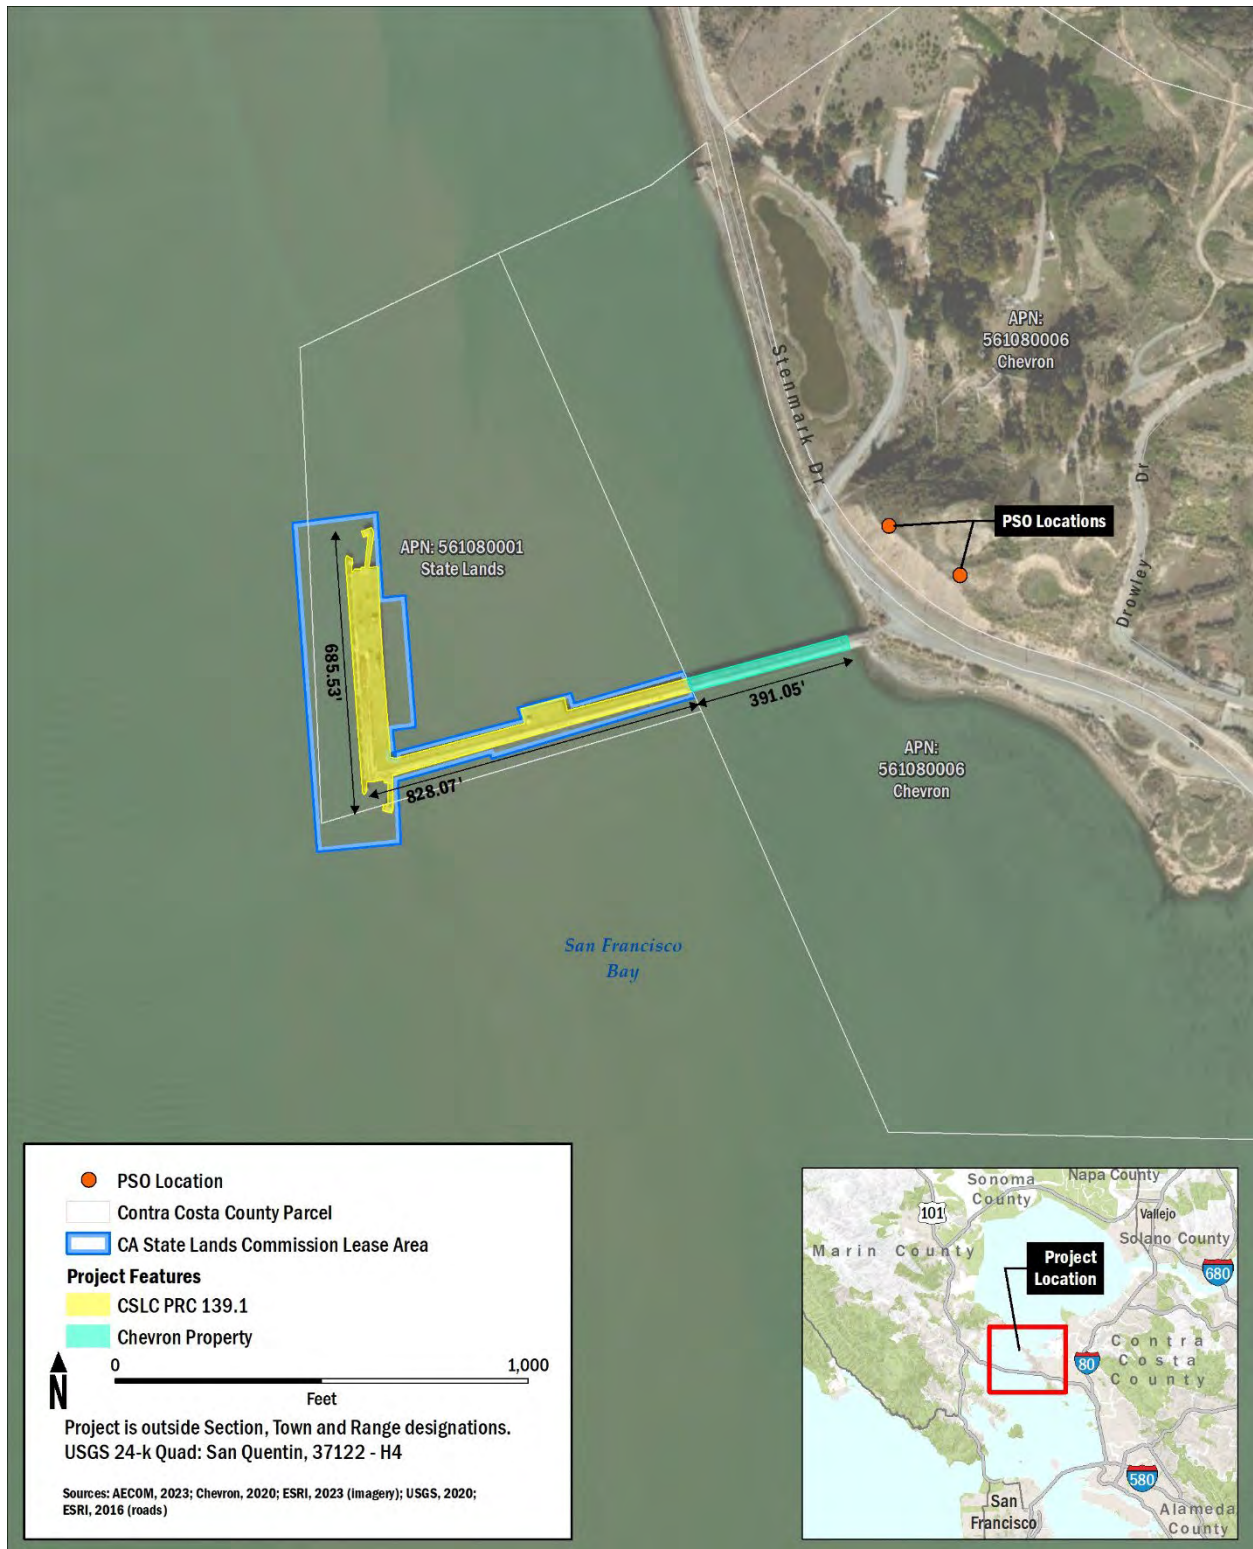 APN:
561080006
Chevron
Stenmark Dr
Drowley Dr
PSO Locations
APN: 561080001
State Lands
685.53'
828.07'
391.05'
APN:
561080006
Chevron
San Francisco
Bay
PSO Location
Contra Costa County Parcel
CA State Lands Commission Lease Area
Project Features
CSLC PRC 139.1
Chevron Property
N
0 1,000
Feet
Project is outside Section, Town and Range designations.
USGS 24-k Quad: San Quentin, 37122 - H4
Sources: AECOM, 2023; Chevron, 2020; ESRI, 2023 (imagery); USGS, 2020;
ESRI, 2016 (roads)
Sonoma
County
Napa County
101
Vallejo
Solano County
Marin County
Project
Location
680
Contra
Costa
County
80
580
San
Francisco
Alameda
County